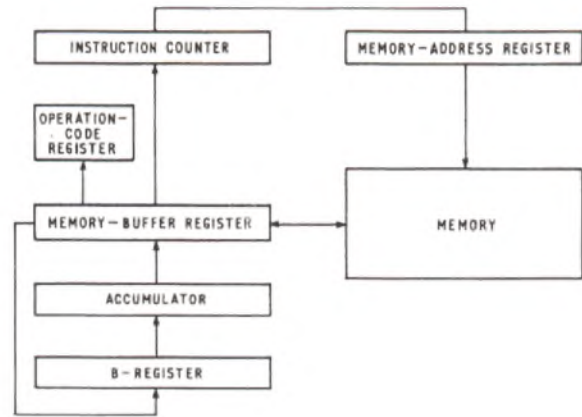 INSTRUCTION COUNTER
MEMORY-ADDRESS REGISTER
OPERATION-
CODE
REGISTER
MEMORY-BUFFER REGISTER
MEMORY
ACCUMULATOR
B-REGISTER